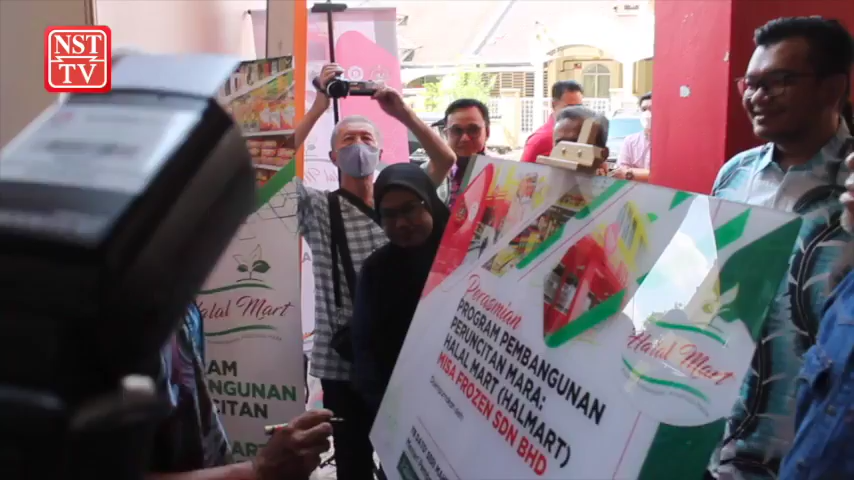 NST
TV
Halal Mart
AM
BANGUNAN
CITAN
Perasmian
PROGRAM PEMBANGUNAN
PERUNCITAN MARA:
HALAL MART (HALMART)
MISA FROZEN SDN BHD
Halal Mart